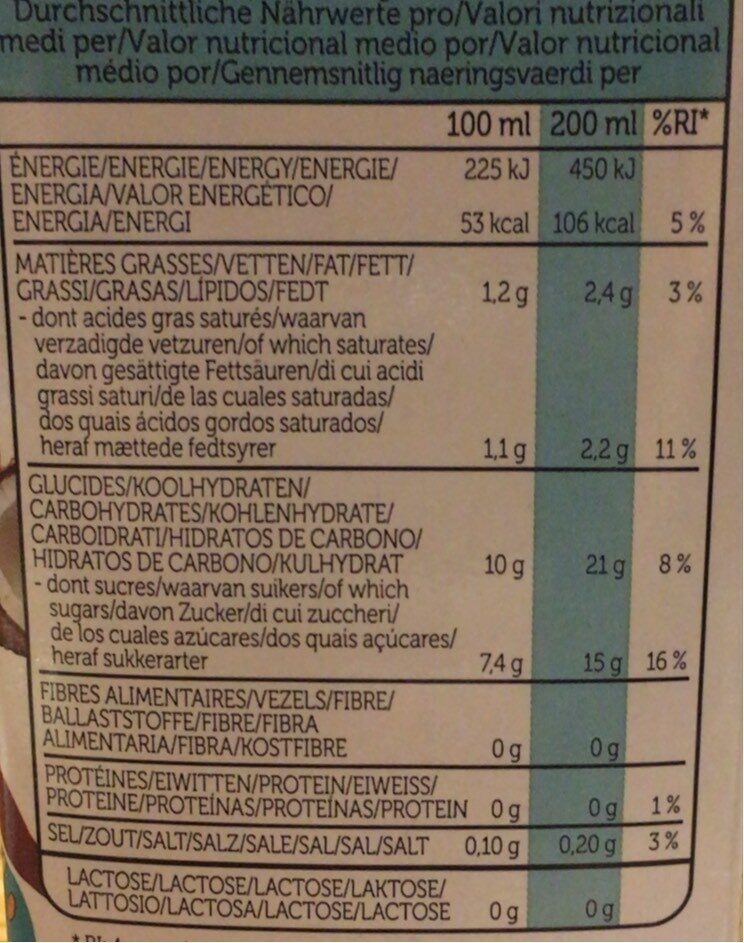 Durchschnittliche Nährwerte pro/Valori nutrizionali
medi per/Valor nutricional medio por/Valor nutricional
médio por/Gennemsnitlig naeringsvaerdi per
100 ml 200 ml %RI*
ÉNERGIE/ENERGIE/ENERGY/ENERGIE/ 225 kJ 450 kJ
ENERGIA/VALOR ENERGÉTICO/
ENERGIA/ENERGI 53 kcal 106 kcal 5 %
MATIÈRES GRASSES/VETTEN/FAT/FETT/
GRASSI/GRASAS/LÍPIDOS/FEDT 1,2 g 2,4 g 3 %
- dont acides gras saturés/waarvan
verzadigde vetzuren/of which saturates/
davon gesättigte Fettsäuren/di cui acidi
grassi saturi/de las cuales saturadas/
dos quais ácidos gordos saturados/
heraf mættede fedtsyrer 1,1 g 2,2 g 11 %
GLUCIDES/KOOLHYDRATEN/
CARBOHYDRATES/KOHLENHYDRATE/
CARBOIDRATI/HIDRATOS DE CARBONO/
HIDRATOS DE CARBONO/KULHYDRAT 10 g 21 g 8 %
- dont sucres/waarvan suikers/of which
sugars/davon Zucker/di cui zuccheri/
de los cuales azúcares/dos quais açúcares/
heraf sukkerarter 7,4 g 15 g 16 %
FIBRES ALIMENTAIRES/VEZELS/FIBRE/
BALLASTSTOFFE/FIBRE/FIBRA
ALIMENTARIA/FIBRA/KOSTFIBRE 0 g 0 g
PROTÉINES/EIWITTEN/PROTEIN/EIWEISS/
PROTEINE/PROTEÍNAS/PROTEÍNAS/PROTEIN 0 g 0 g 1 %
SEL/ZOUT/SALT/SALZ/SALE/SAL/SAL/SALT 0,10 g 0,20 g 3 %
LACTOSE/LACTOSE/LACTOSE/LAKTOSE/
LATTOSIO/LACTOSA/LACTOSE/LACTOSE 0 g 0 g